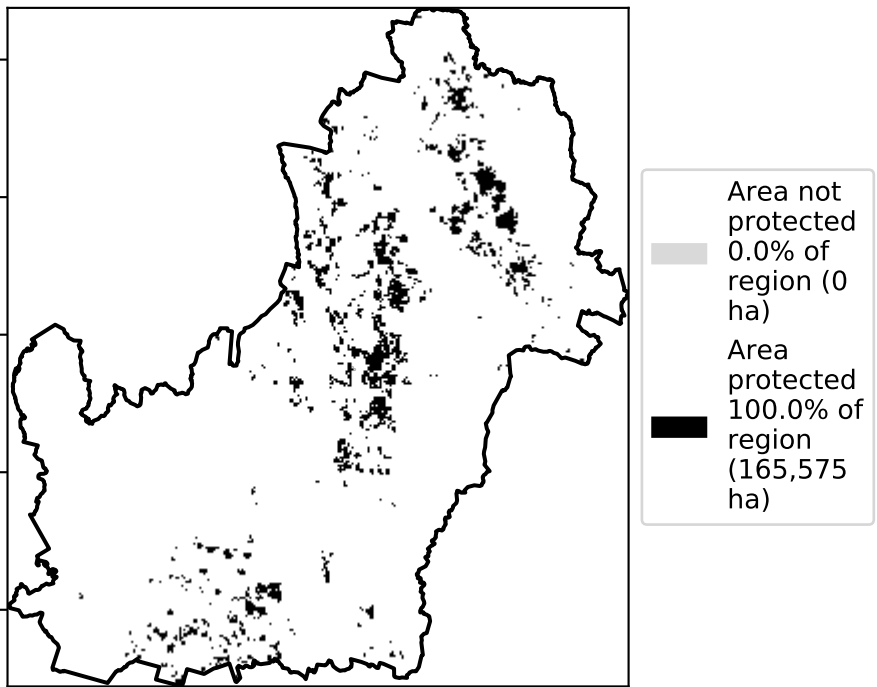 Area not
protected
0.0% of
region (0
ha)
Area
protected
100.0% of
region
(165,575
ha)